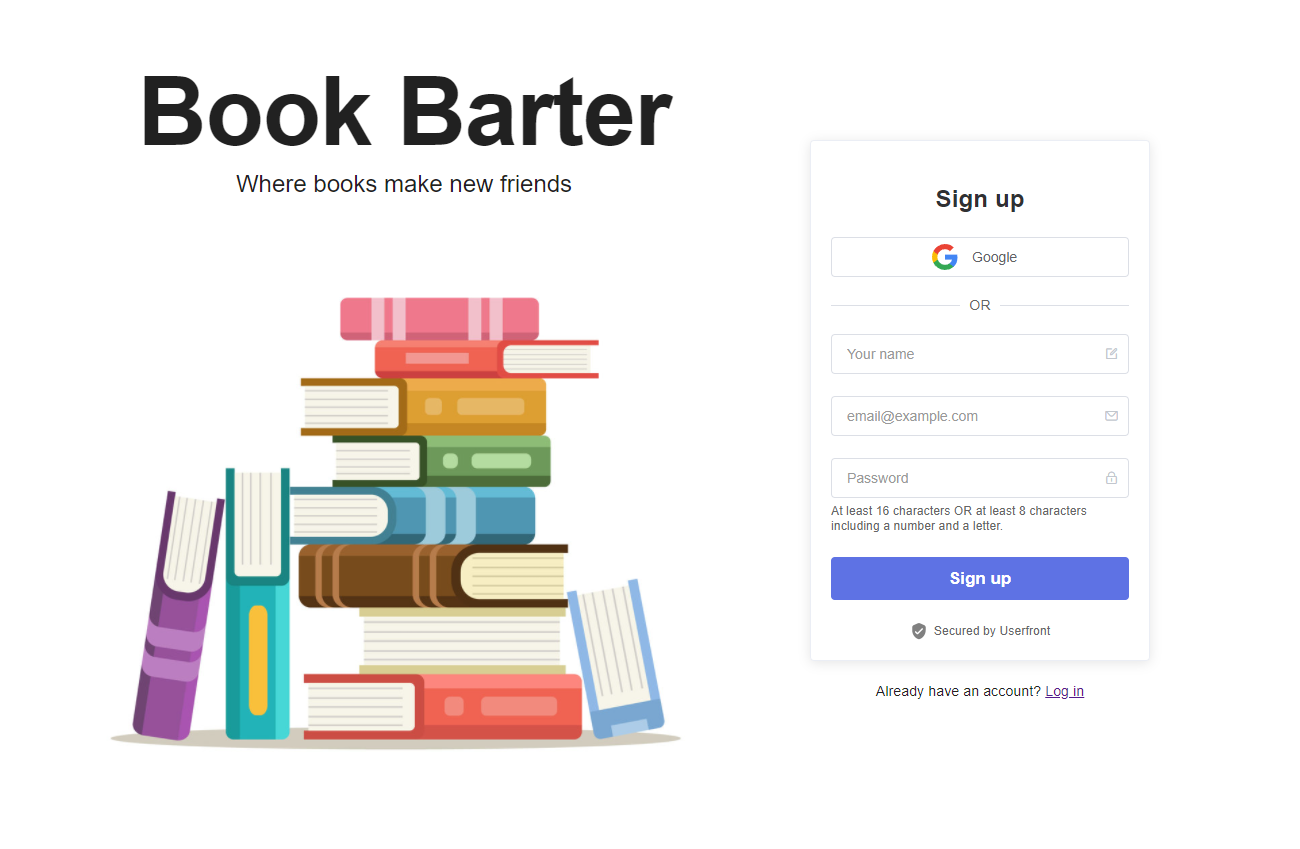 Book Barter
Where books make new friends
Sign up
Google
OR
Your name
email@example.com
Password
At least 16 characters OR at least 8 characters
including a number and a letter.
Sign up
Secured by Userfront
Already have an account? Log in